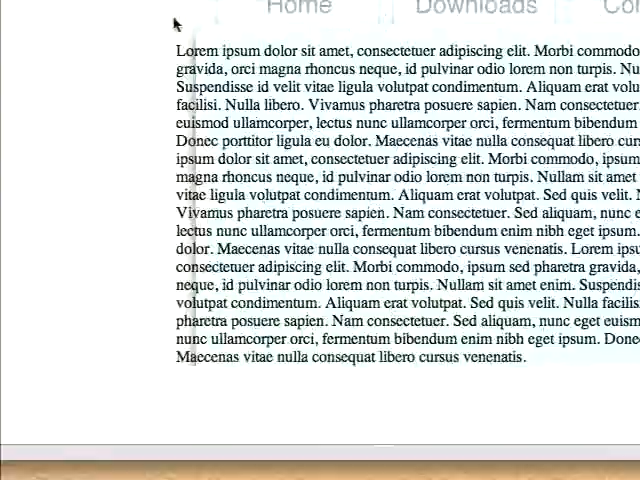 Home Downloads
Lorem ipsum dolor sit amet, consectetuer adipiscing elit. Morbi commodo
gravida, orci magna rhoncus neque, id pulvinar odio lorem non turpis. Nu
Suspendisse id velit vitae ligula volutpat condimentum. Aliquam erat volu
facilisi. Nulla libero. Vivamus pharetra posuere sapien. Nam consectetuer.
euismod ullamcorper, lectus nunc ullamcorper orci, fermentum bibendum
Donec porttitor ligula eu dolor. Maecenas vitae nulla consequat libero cur
ipsum dolor sit amet, consectetuer adipiscing elit. Morbi commodo, ipsum
magna rhoncus neque, id pulvinar odio lorem non turpis. Nullam sit amet
vitae ligula volutpat condimentum. Aliquam erat volutpat. Sed quis velit.
Vivamus pharetra posuere sapien. Nam consectetuer. Sed aliquam, nunc e
lectus nunc ullamcorper orci, fermentum bibendum enim nibh eget ipsum.
dolor. Maecenas vitae nulla consequat libero cursus venenatis. Lorem ipsu
consectetuer adipiscing elit. Morbi commodo, ipsum sed pharetra gravida,
neque, id pulvinar odio lorem non turpis. Nullam sit amet enim. Suspendis
volutpat condimentum. Aliquam erat volutpat. Sed quis velit. Nulla facilis
pharetra posuere sapien. Nam consectetuer. Sed aliquam, nunc eget euism
nunc ullamcorper orci, fermentum bibendum enim nibh eget ipsum. Done
Maecenas vitae nulla consequat libero cursus venenatis.